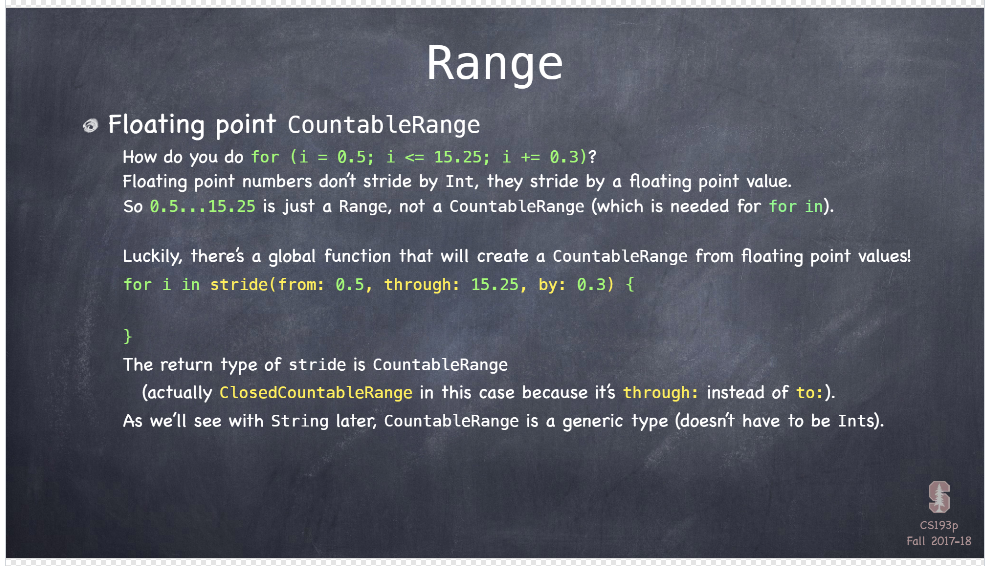 Range
Floating point CountableRange
How do you do for (i = 0.5; i <= 15.25; i += 0.3)?
Floating point numbers don't stride by Int, they stride by a floating point value.
So 0.5...15.25 is just a Range, not a CountableRange (which is needed for for in).
Luckily, there's a global function that will create a CountableRange from floating point values!
for i in stride(from: 0.5, through: 15.25, by: 0.3) {
}
The return type of stride is CountableRange
(actually ClosedCountableRange in this case because it's through: instead of to:).
As we'll see with String later, CountableRange is a generic type (doesn't have to be Ints).
S
CS193p
Fall 2017-18